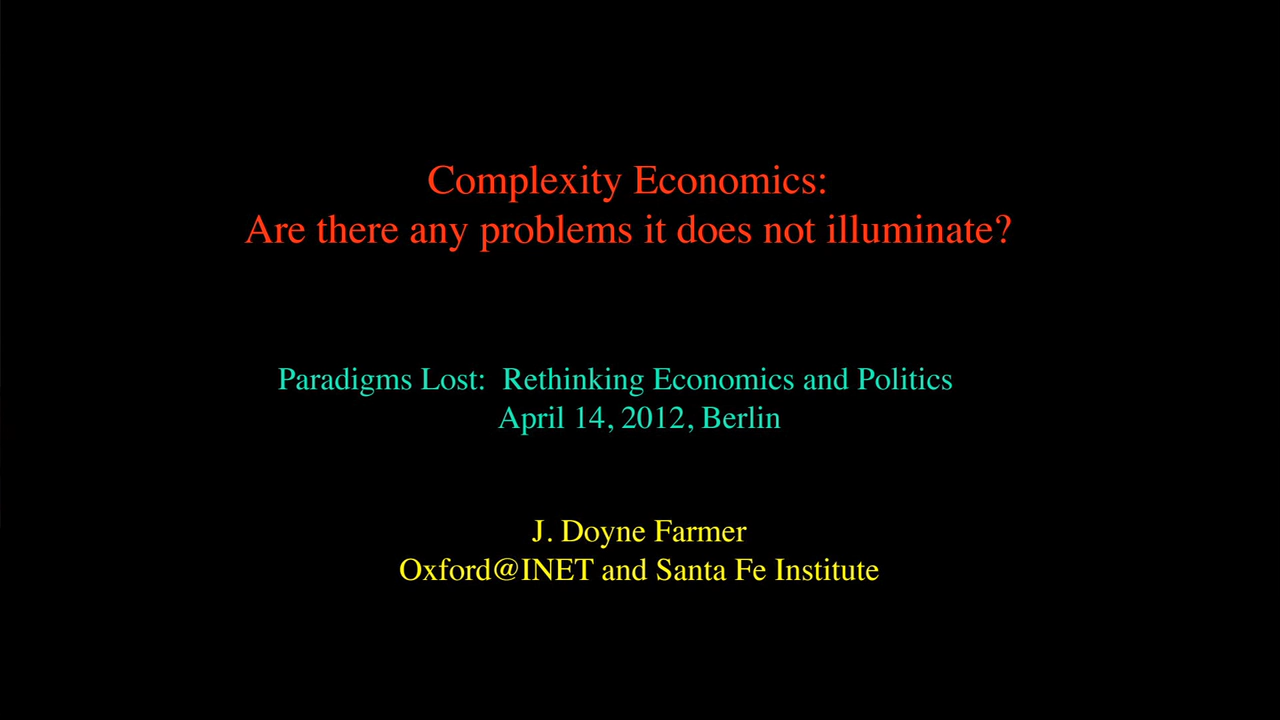 Complexity Economics:
Are there any problems it does not illuminate?
Paradigms Lost: Rethinking Economics and Politics
April 14, 2012, Berlin
J. Doyne Farmer
Oxford@INET and Santa Fe Institute